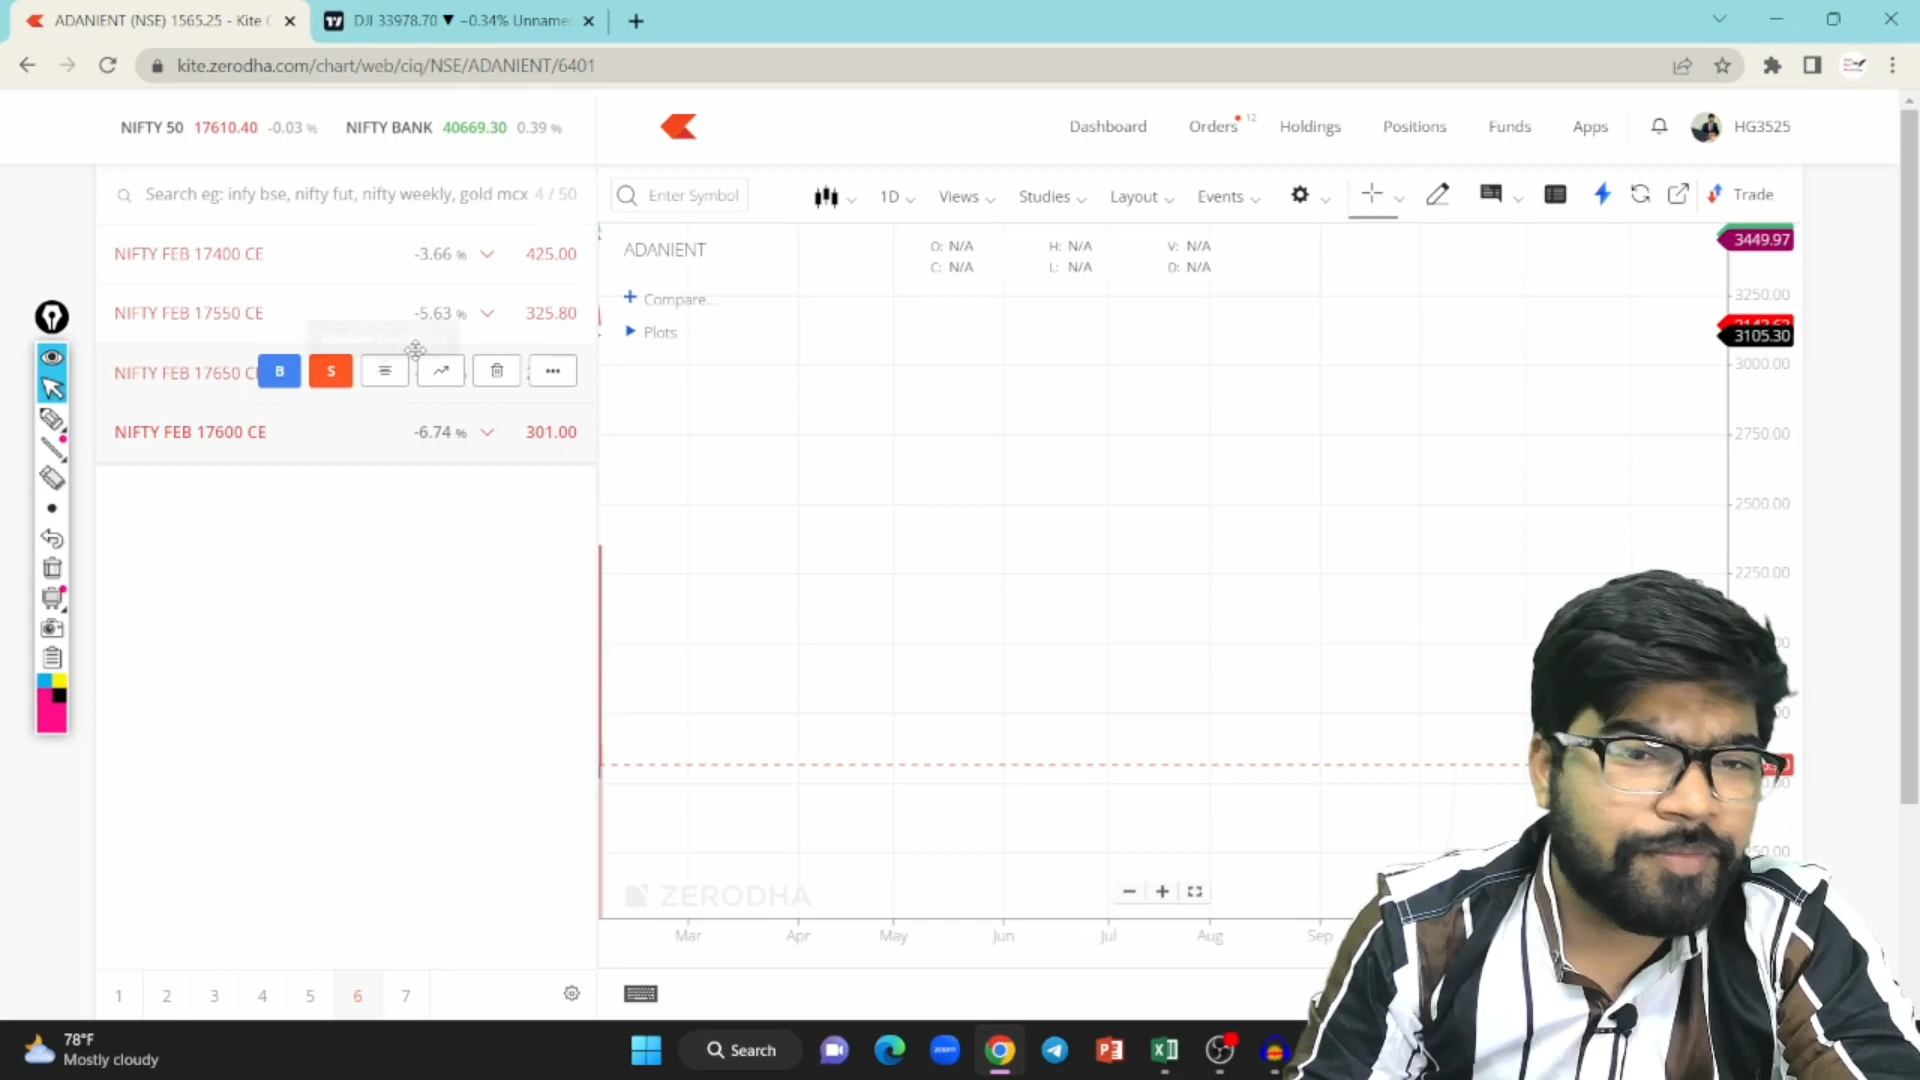 ADANIENT (NSE) 1565.25 - Kite C
DJI 33978.70 ▼ −0.34% Unname
kite.zerodha.com/chart/web/ciq/NSE/ADANIENT/6401
NIFTY 50 17610.40 -0.03 % NIFTY BANK 40669.30 0.39 %
Dashboard Orders 12 Holdings Positions Funds Apps HG3525
Search eg: infy bse, nifty fut, nifty weekly, gold mcx 4 / 50
Enter Symbol 1D Views Studies Layout Events Trade
NIFTY FEB 17400 CE -3.66 % 425.00
NIFTY FEB 17550 CE -5.63 % 325.80
NIFTY FEB 17650 B S
NIFTY FEB 17600 CE -6.74 % 301.00
ADANIENT
O: N/A H: N/A V: N/A
C: N/A L: N/A D: N/A
+ Compare...
Plots
3449.97
3250.00
3105.30
3000.00
2750.00
2500.00
2250.00
ZERODHA
Mar Apr May Jun Jul Aug Sep
1 2 3 4 5 6 7
78°F
Mostly cloudy
Search
zoom